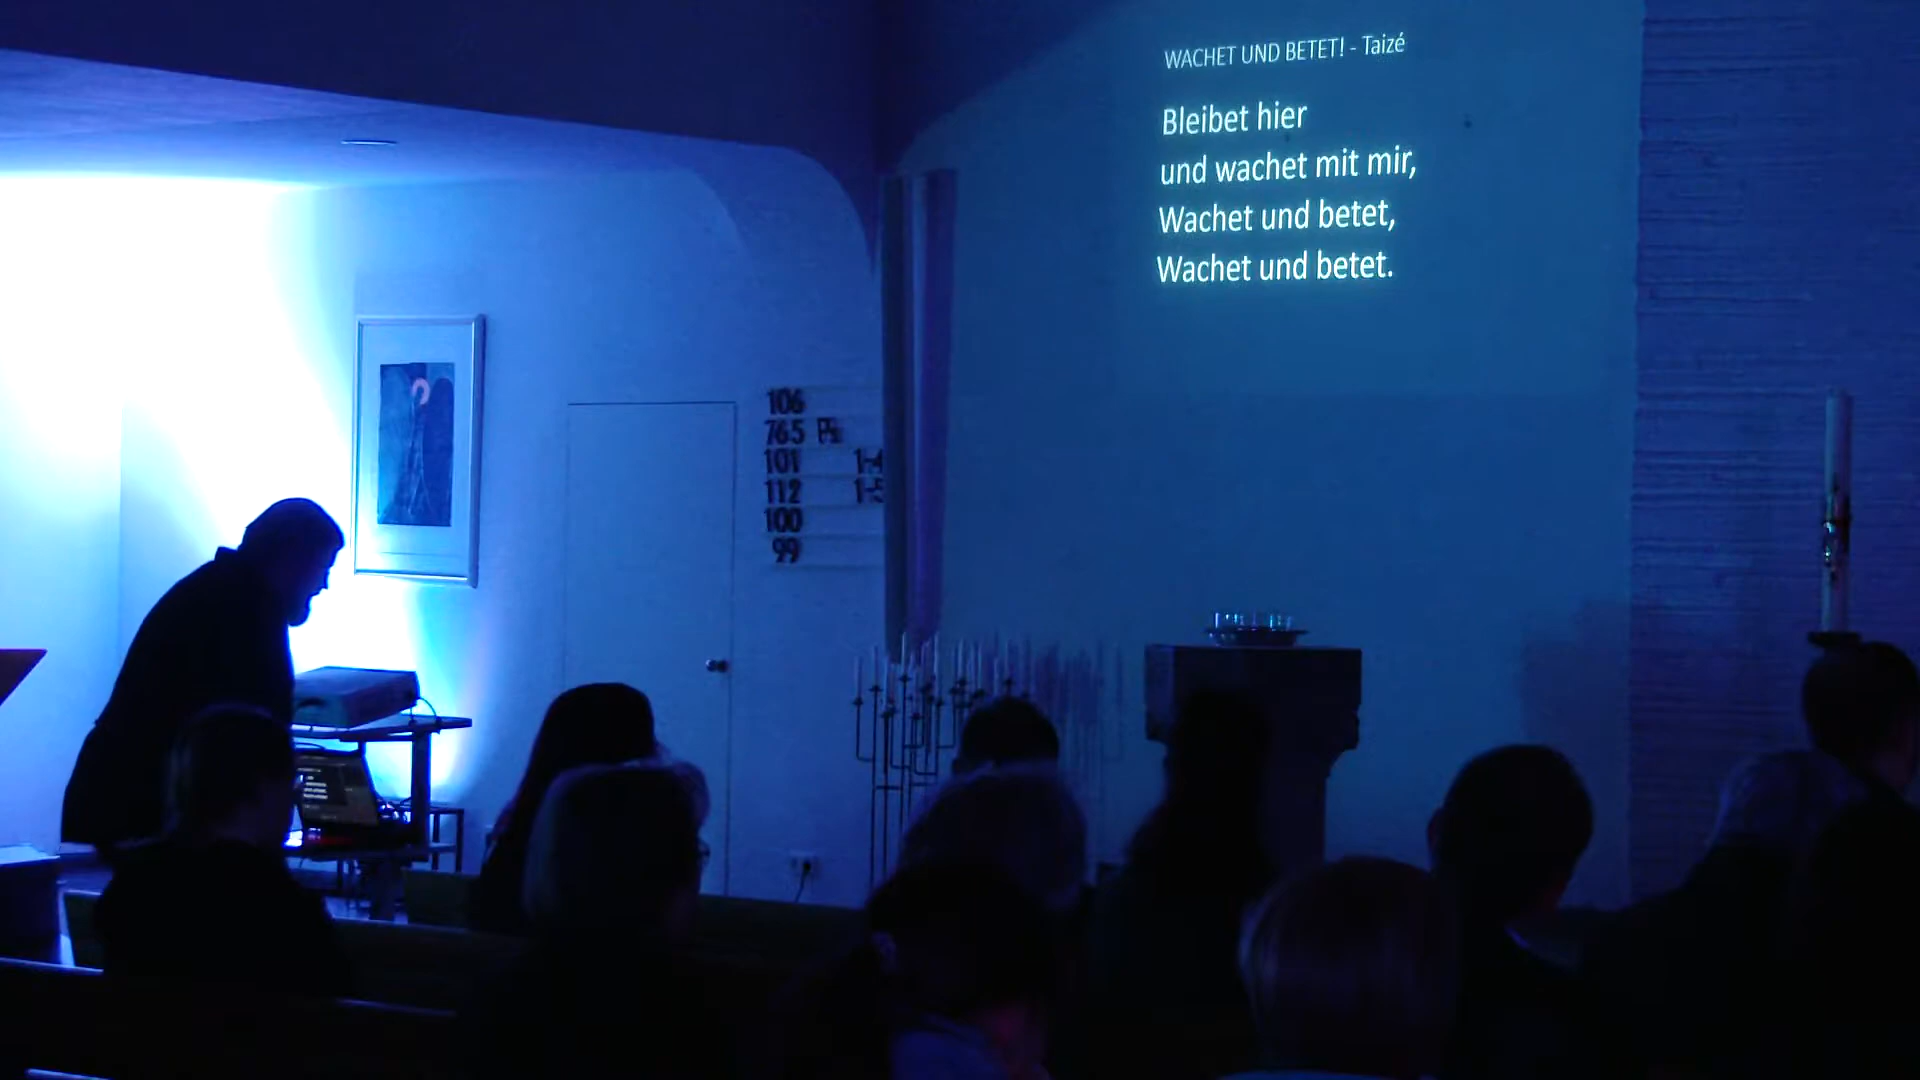 WACHET UND BETET! - Taizé
Bleibet hier
und wachet mit mir,
Wachet und betet,
Wachet und betet.
106
765 Ps
101 1-4
112 1-5
100
99